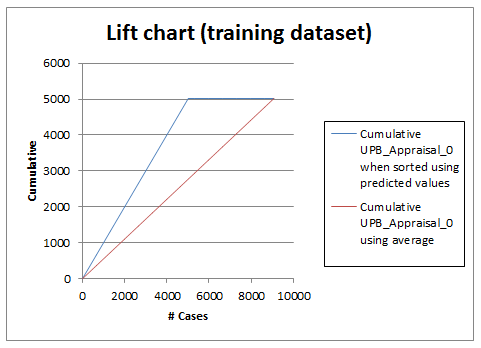 Lift chart (training dataset)
6000
5000
4000
3000
2000
1000
0
Cumulative
0 2000 4000 6000 8000 10000
# Cases
Cumulative
UPB_Appraisal_0
when sorted using
predicted values
Cumulative
UPB_Appraisal_0
using average